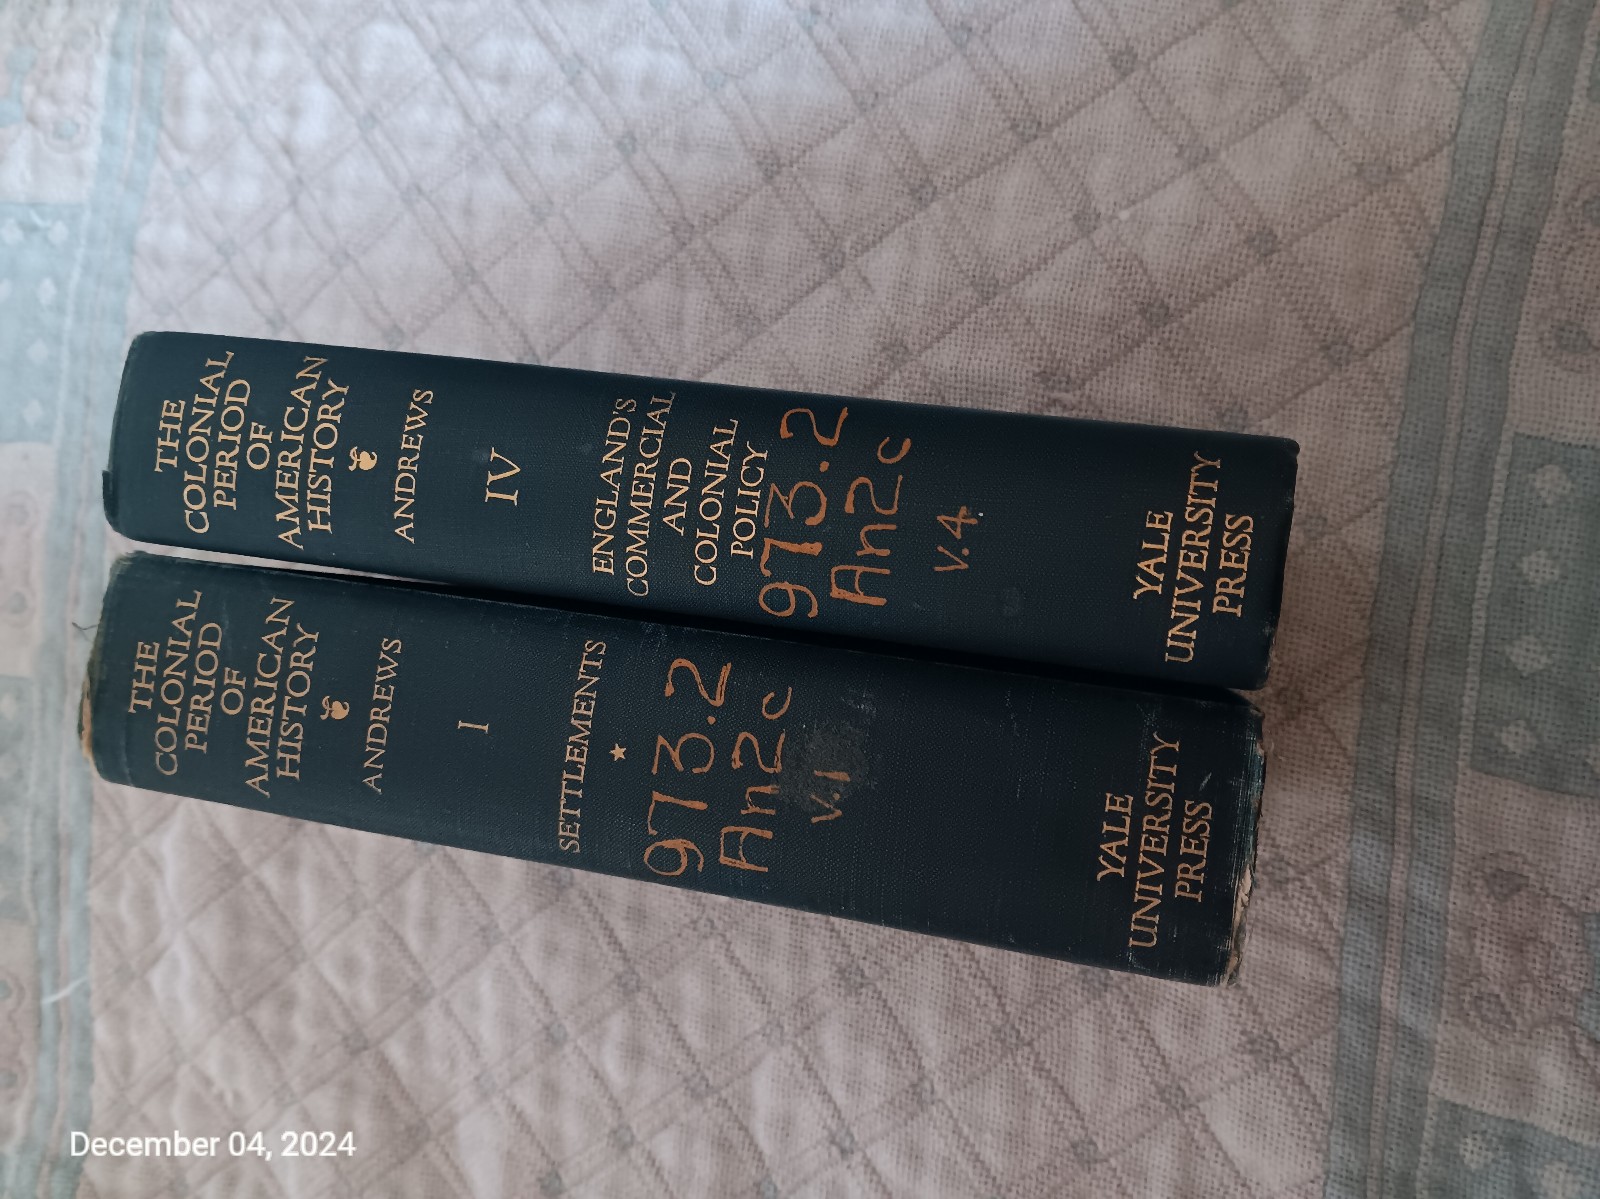 THE
COLONIAL
PERIOD
OF
AMERICAN
HISTORY
ANDREWS
IV
ENGLAND'S
COMMERCIAL
AND
COLONIAL
POLICY
973.2
An2c
v.4.
YALE
UNIVERSITY
PRESS
THE
COLONIAL
PERIOD
OF
AMERICAN
HISTORY
ANDREWS
I
SETTLEMENTS
973.2
An2c
v.1
YALE
UNIVERSITY
PRESS
December 04, 2024